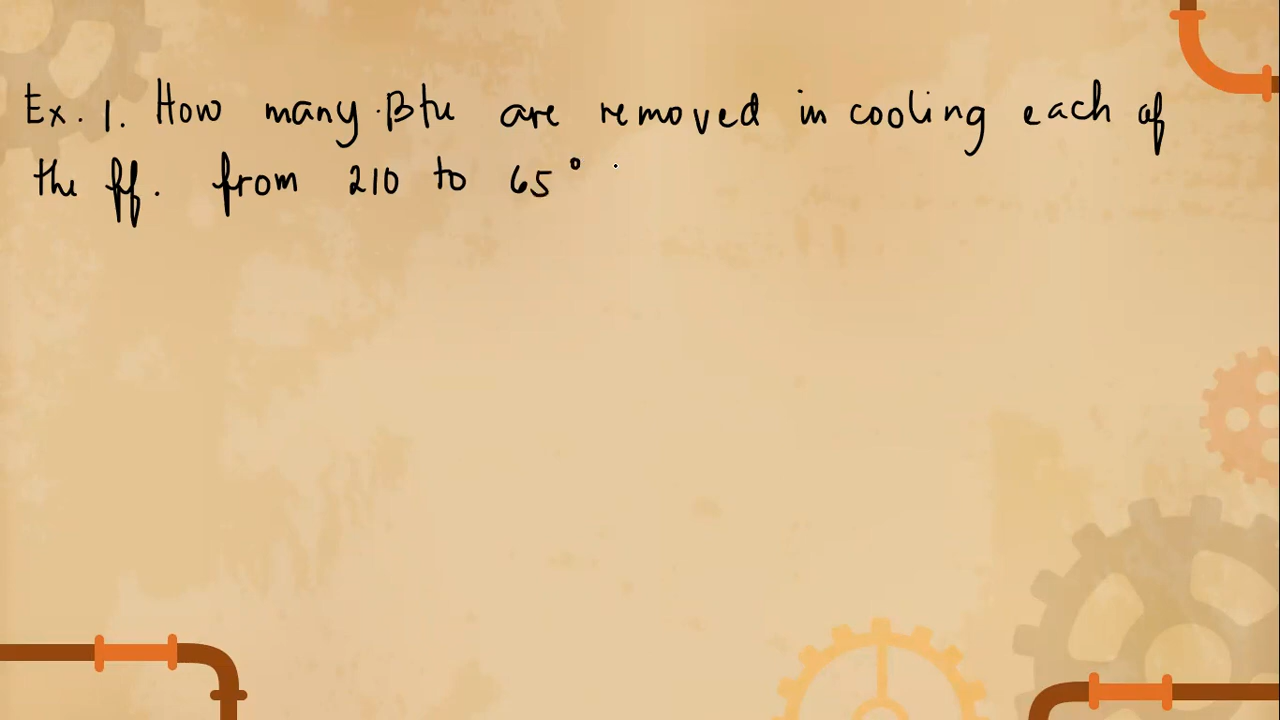 Ex. 1. How many Btu are removed in cooling each of
the ff. from 210 to 65°